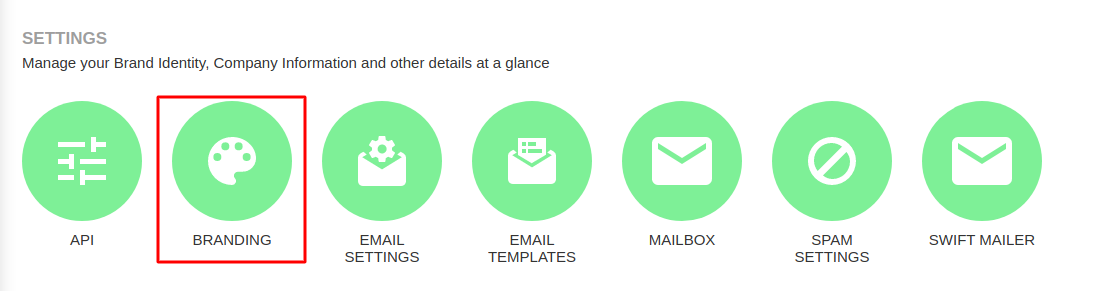 SETTINGS
Manage your Brand Identity, Company Information and other details at a glance
API
BRANDING
EMAIL
SETTINGS
EMAIL
TEMPLATES
MAILBOX
SPAM
SETTINGS
SWIFT MAILER